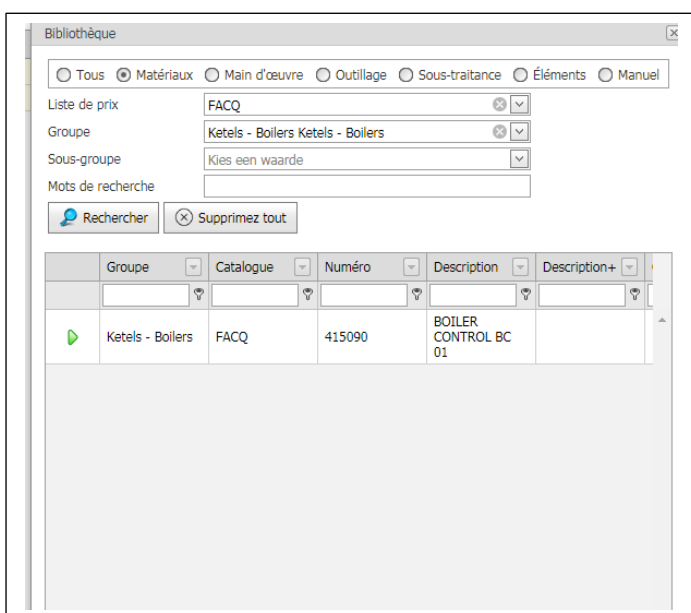 Bibliothèque
Tous Matériaux Main d'œuvre Outillage Sous-traitance Éléments Manuel
Liste de prix FACQ
Groupe Ketels - Boilers Ketels - Boilers
Sous-groupe Kies een waarde
Mots de recherche
Rechercher Supprimez tout
Groupe Catalogue Numéro Description Description+
Ketels - Boilers FACQ 415090 BOILER
CONTROL BC
01